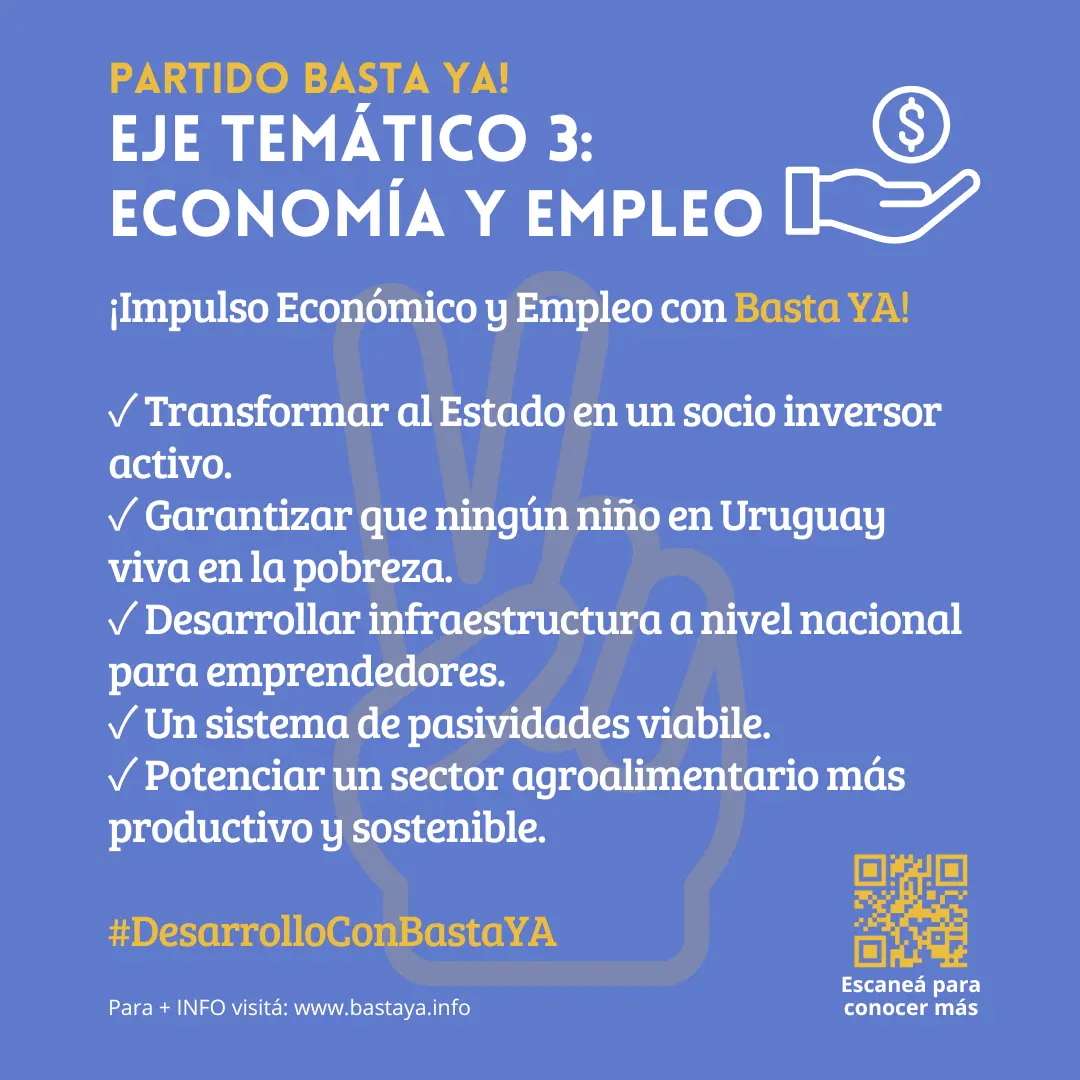 PARTIDO BASTA YA!
EJE TEMÁTICO 3:
ECONOMÍA Y EMPLEO
$
¡Impulso Económico y Empleo con Basta YA!
✓ Transformar al Estado en un socio inversor
activo.
✓ Garantizar que ningún niño en Uruguay
viva en la pobreza.
✓ Desarrollar infraestructura a nivel nacional
para emprendedores.
✓ Un sistema de pasividades viabile.
✓ Potenciar un sector agroalimentario más
productivo y sostenible.
#DesarrolloConBastaYA
Escaneá para
conocer más
Para + INFO visitá: www.bastaya.info